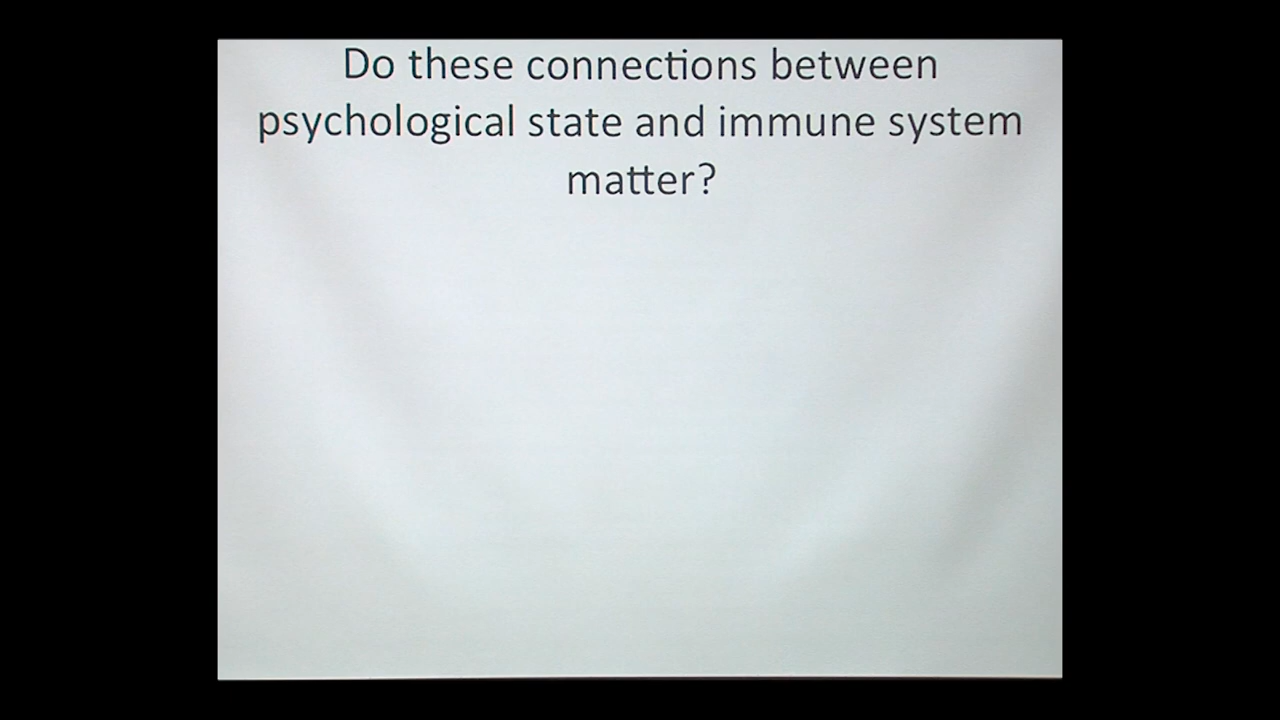 Do these connections between
psychological state and immune system
matter?